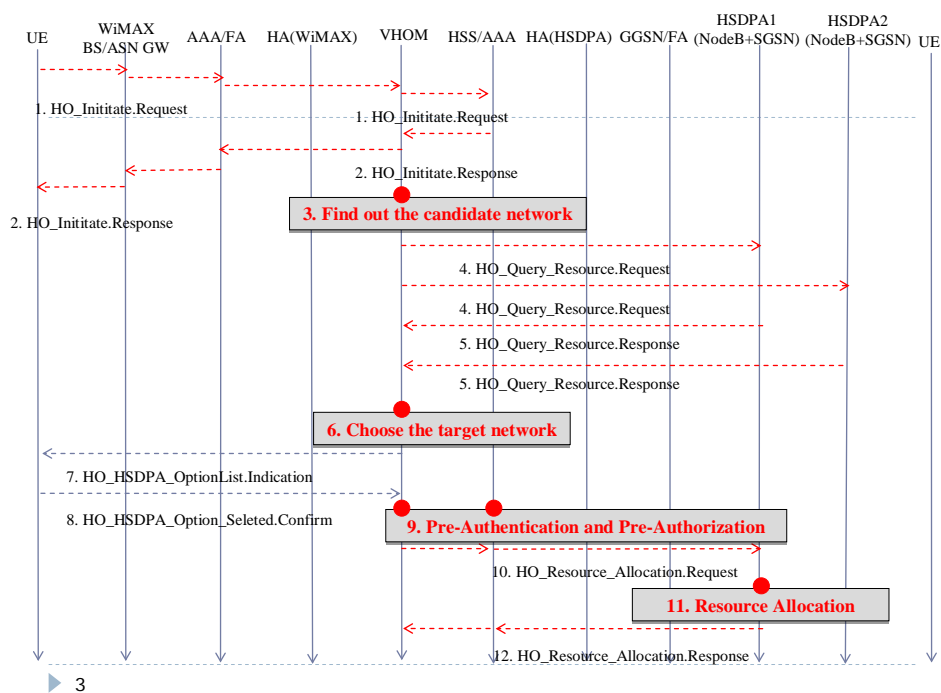 UE
WiMAX
BS/ASN GW
AAA/FA
HA(WiMAX)
VHOM
HSS/AAA
HA(HSDPA)
GGSN/FA
HSDPA1
(NodeB+SGSN)
HSDPA2
(NodeB+SGSN)
UE
1. HO_Inititate.Request
1. HO_Inititate.Request
2. HO_Inititate.Response
2. HO_Inititate.Response
3. Find out the candidate network
4. HO_Query_Resource.Request
4. HO_Query_Resource.Request
5. HO_Query_Resource.Response
5. HO_Query_Resource.Response
6. Choose the target network
7. HO_HSDPA_OptionList.Indication
8. HO_HSDPA_Option_Seleted.Confirm
9. Pre-Authentication and Pre-Authorization
10. HO_Resource_Allocation.Request
11. Resource Allocation
12. HO_Resource_Allocation.Response
3